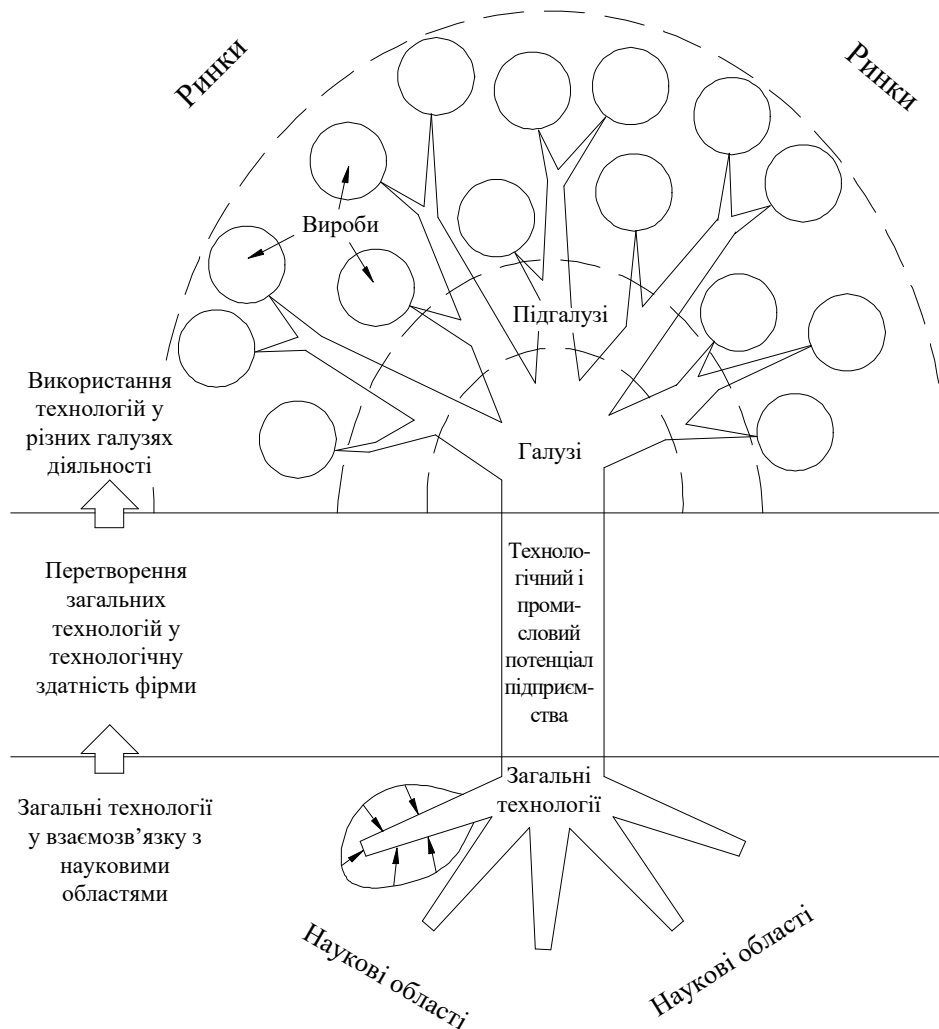 Ринки
Ринки
Вироби
Підгалузі
Використання
технологій у
різних галузях
діяльності
Галузі
Перетворення
загальних
технологій у
технологічну
здатність фірми
Техноло-
гічний і
проми-
словий
потенціал
підприєм-
ства
Загальні технології
у взаємозв’язку з
науковими
областями
Загальні
технології
Наукові області
Наукові області